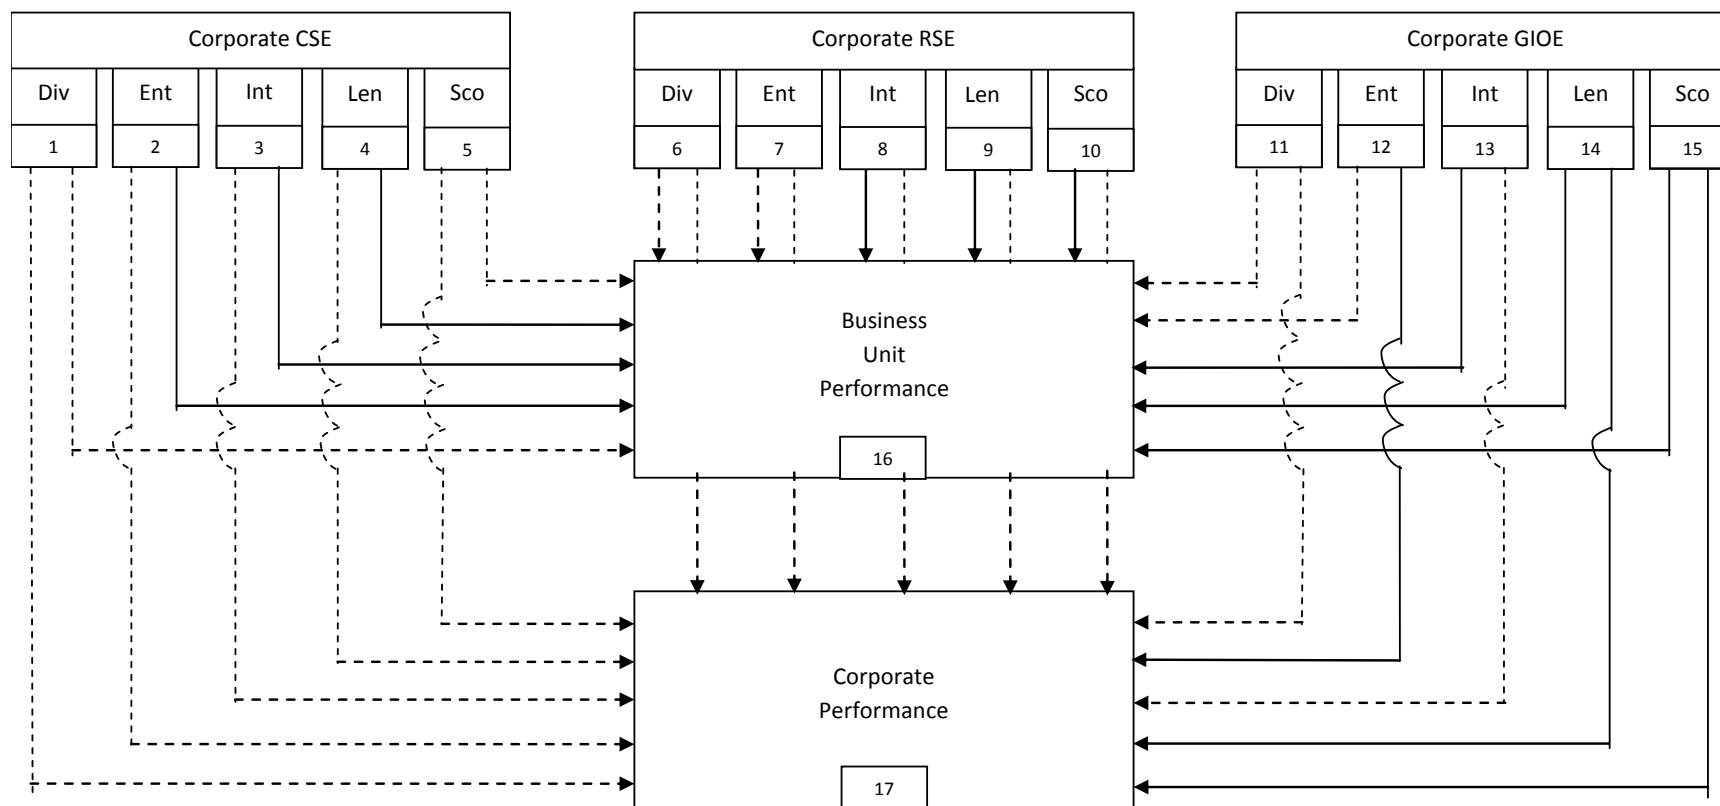 Corporate CSE
Div Ent Int Len Sco
1 2 3 4 5
Corporate RSE
Div Ent Int Len Sco
6 7 8 9 10
Corporate GIOE
Div Ent Int Len Sco
11 12 13 14 15
Business
Unit
Performance
16
Corporate
Performance
17